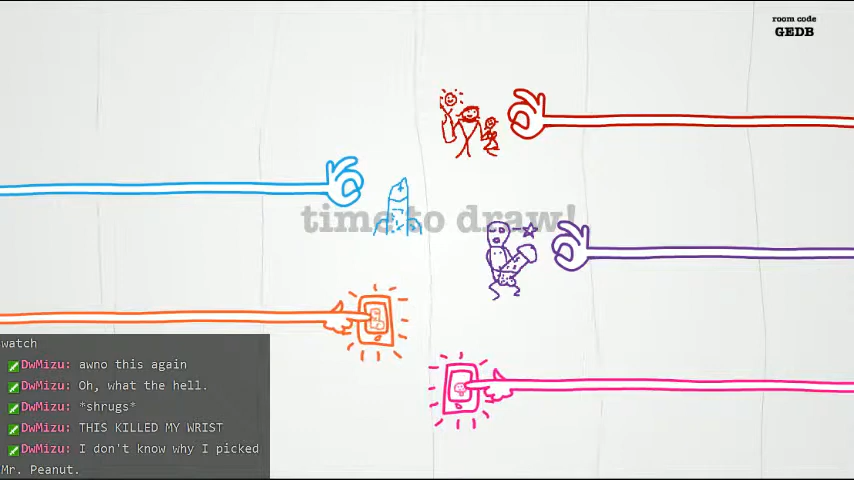 room code
GEDB
time to draw!
watch
DwMizu: awno this again
DwMizu: Oh, what the hell.
DwMizu: *shrugs*
DwMizu: THIS KILLED MY WRIST
DwMizu: I don't know why I picked
Mr. Peanut.